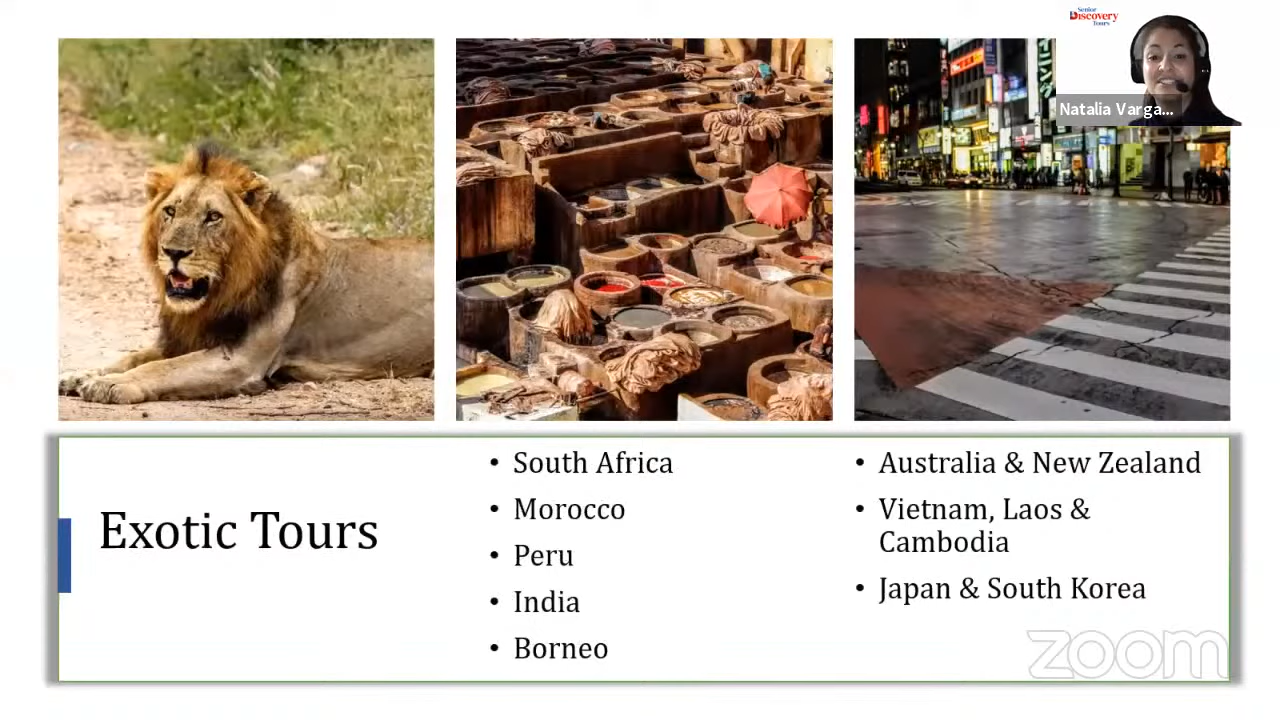 Senior
Discovery
Tours
Natalia Varga...
Exotic Tours
• South Africa
• Morocco
• Peru
• India
• Borneo
• Australia & New Zealand
• Vietnam, Laos &
Cambodia
• Japan & South Korea
zoom